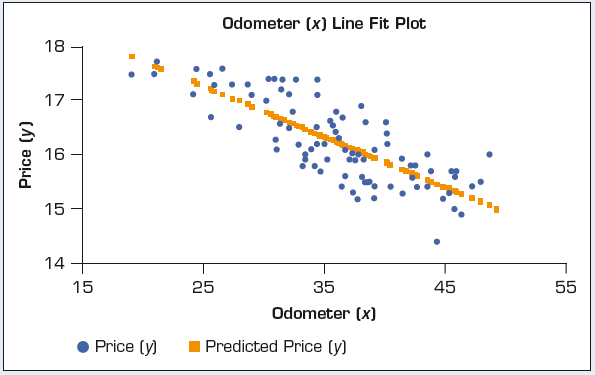 Odometer (x) Line Fit Plot
18
17
16
15
14
Price (y)
15 25 35 45 55
Odometer (x)
Price (y) Predicted Price (y)